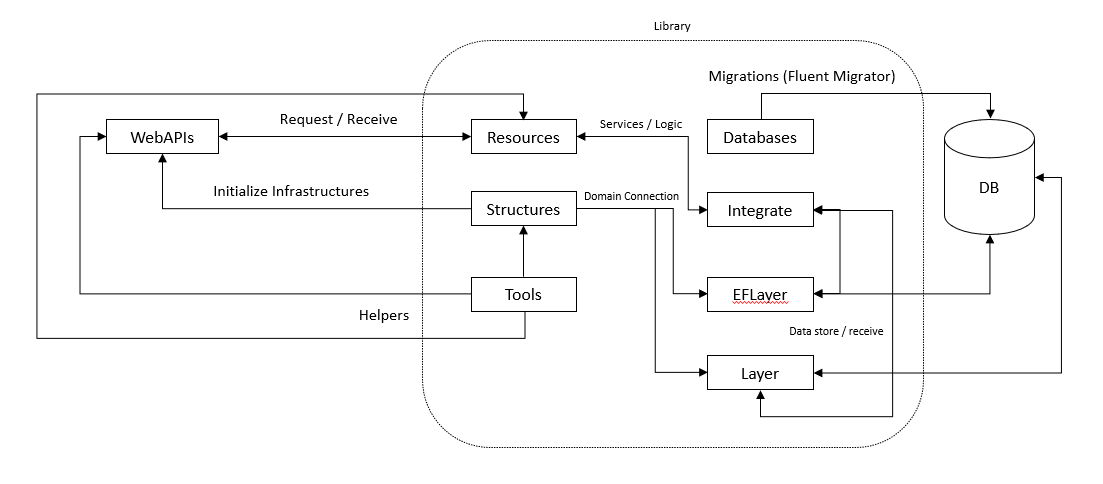 Library
Migrations (Fluent Migrator)
WebAPIs
Request / Receive
Resources
Services / Logic
Databases
DB
Initialize Infrastructures
Structures
Domain Connection
Integrate
Tools
EFLayer
Helpers
Data store / receive
Layer